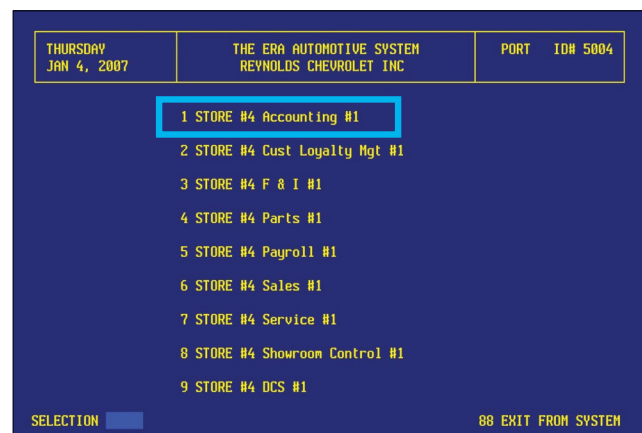 THURSDAY
JAN 4, 2007
THE ERA AUTOMOTIVE SYSTEM
REYNOLDS CHEVROLET INC
PORT ID# 5004
1 STORE #4 Accounting #1
2 STORE #4 Cust Loyalty Mgt #1
3 STORE #4 F & I #1
4 STORE #4 Parts #1
5 STORE #4 Payroll #1
6 STORE #4 Sales #1
7 STORE #4 Service #1
8 STORE #4 Showroom Control #1
9 STORE #4 DCS #1
SELECTION
88 EXIT FROM SYSTEM